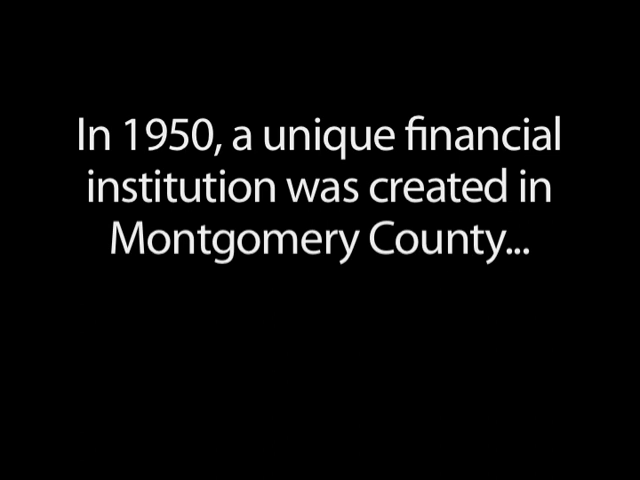 In 1950, a unique financial
institution was created in
Montgomery County...